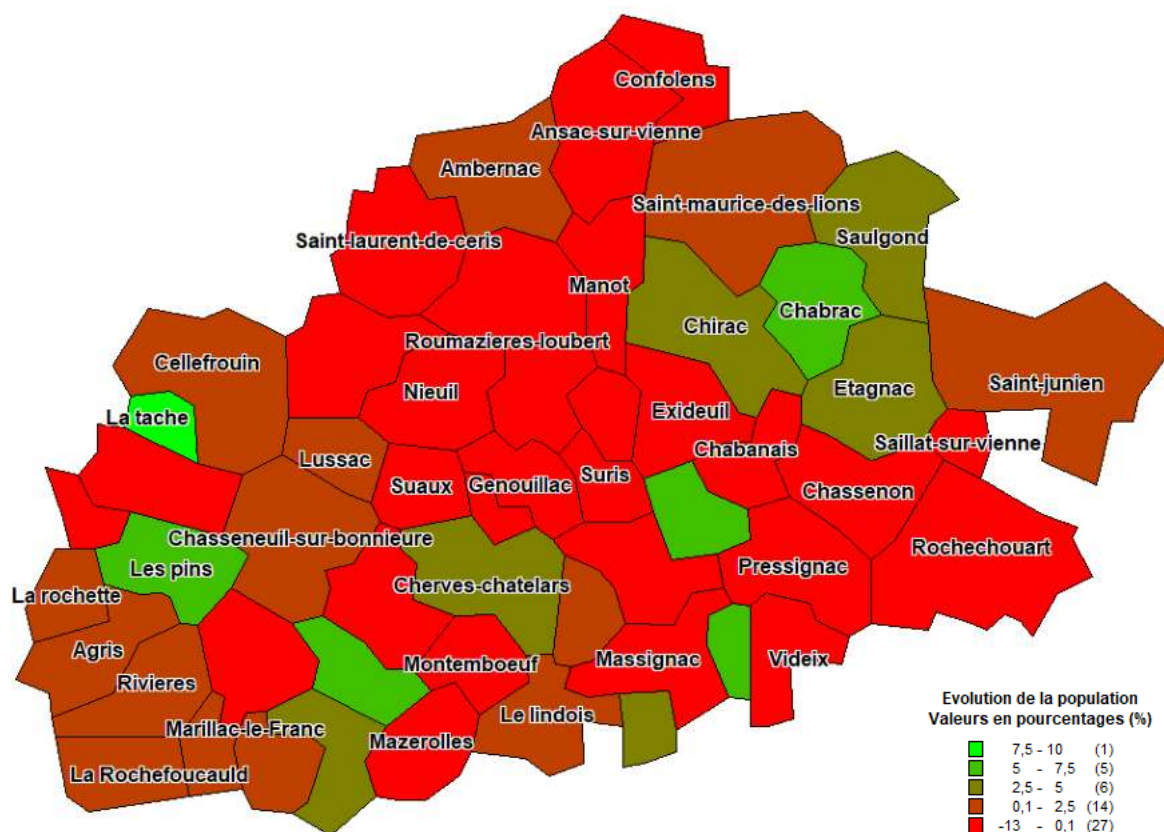 Confolens
Ansac-sur-vienne
Ambernac
Saint-maurice-des-lions
Saint-laurent-de-ceris
Saulgond
Manot
Chabrac
Chirac
Roumazieres-loubert
Cellefrouin
Nieuil
Etagnac
Saint-junien
La tache
Exideuil
Saillat-sur-vienne
Chabanais
Lussac
Suaux
Genouillac
Suris
Chassenon
Chasseneuil-sur-bonnieure
Rochechouart
Les pins
Pressignac
Cherves-chatelars
La rochette
Agris
Montemboeuf
Massignac
Videix
Rivieres
Le lindois
Marillac-le-Franc
Mazerolles
La Rochefoucauld
Evolution de la population
Valeurs en pourcentages (%)
7,5 - 10 (1)
5 - 7,5 (5)
2,5 - 5 (6)
0,1 - 2,5 (14)
-13 - 0,1 (27)